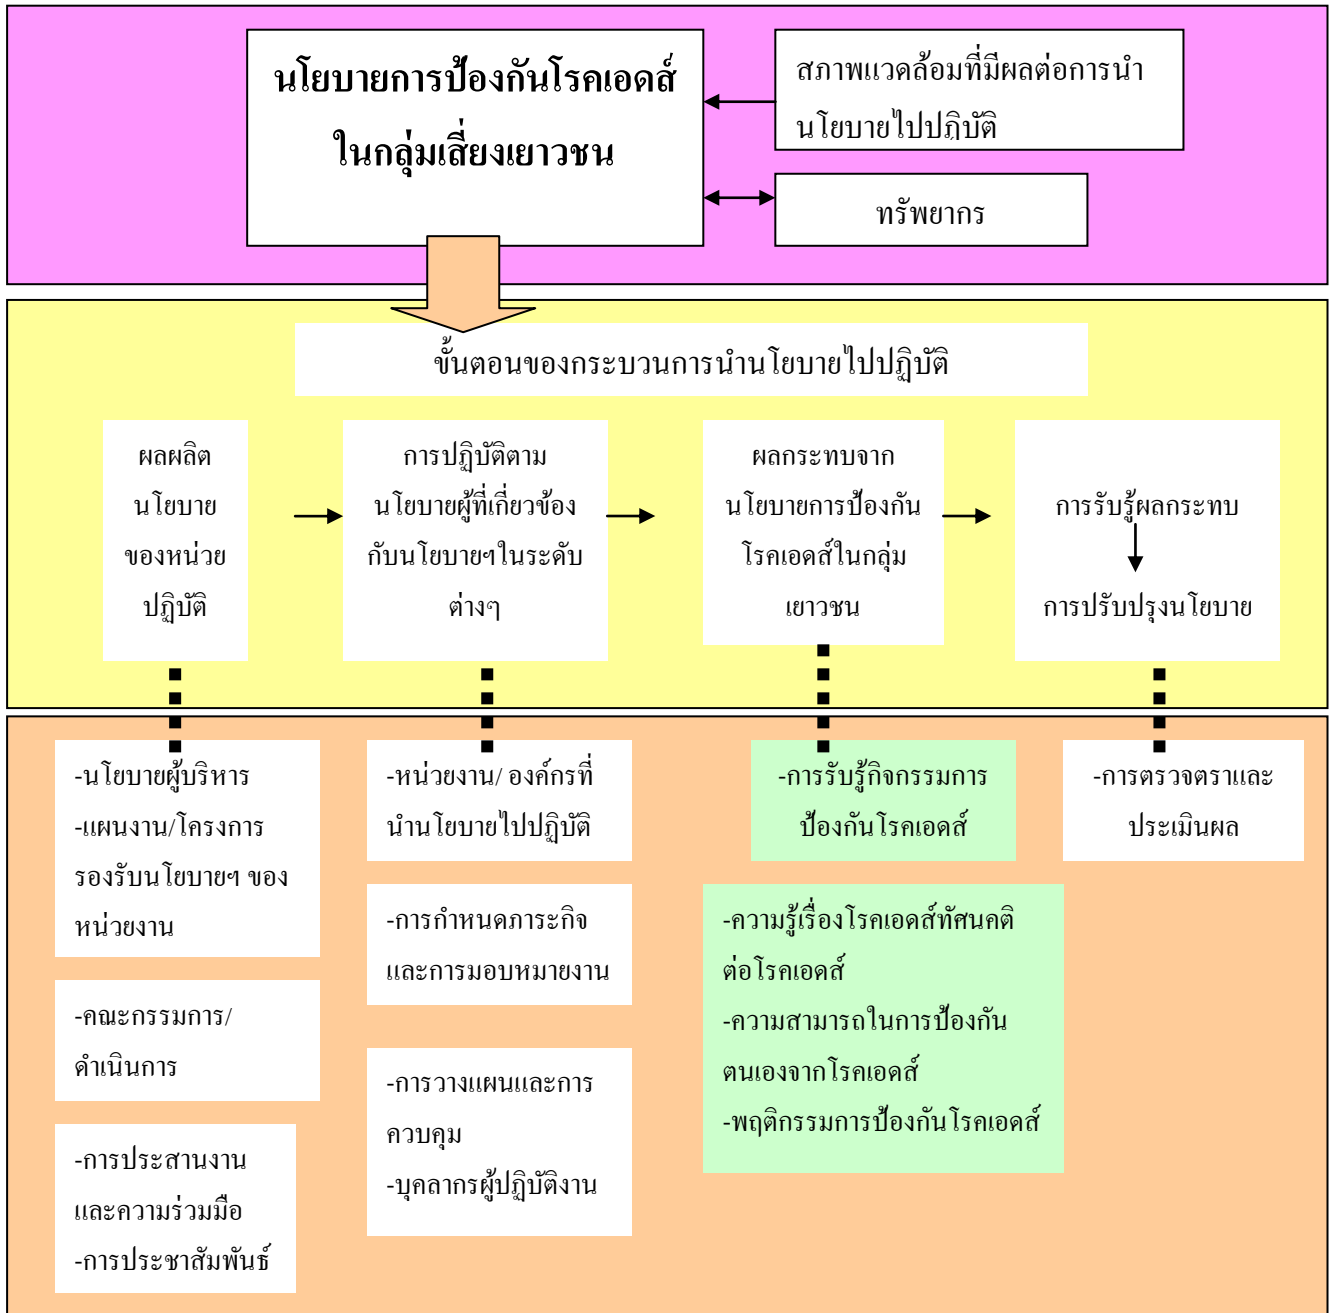 นโยบายการป้องกันโรคเอดส์
ในกลุ่มเสี่ยงเยาวชน
สภาพแวดล้อมที่มีผลต่อการนำ
นโยบายไปปฏิบัติ
ทรัพยากร
ขั้นตอนของกระบวนการนำนโยบายไปปฏิบัติ
ผลผลิต
นโยบาย
ของหน่วย
ปฏิบัติ
การปฏิบัติตาม
นโยบายผู้ที่เกี่ยวข้อง
กับนโยบายฯในระดับ
ต่างๆ
ผลกระทบจาก
นโยบายการป้องกัน
โรคเอดส์ในกลุ่ม
เยาวชน
การรับรู้ผลกระทบ
การปรับปรุงนโยบาย
-นโยบายผู้บริหาร
-แผนงาน/โครงการ
รองรับนโยบายฯ ของ
หน่วยงาน
-คณะกรรมการ/
ดำเนินการ
-การประสานงาน
และความร่วมมือ
-การประชาสัมพันธ์
-หน่วยงาน/ องค์กรที่
นำนโยบายไปปฏิบัติ
-การกำหนดภาระกิจ
และการมอบหมายงาน
-การวางแผนและการ
ควบคุม
-บุคลากรผู้ปฏิบัติงาน
-การรับรู้กิจกรรมการ
ป้องกันโรคเอดส์
-ความรู้เรื่องโรคเอดส์ทัศนคติ
ต่อโรคเอดส์
-ความสามารถในการป้องกัน
ตนเองจากโรคเอดส์
-พฤติกรรมการป้องกันโรคเอดส์
-การตรวจตราและ
ประเมินผล